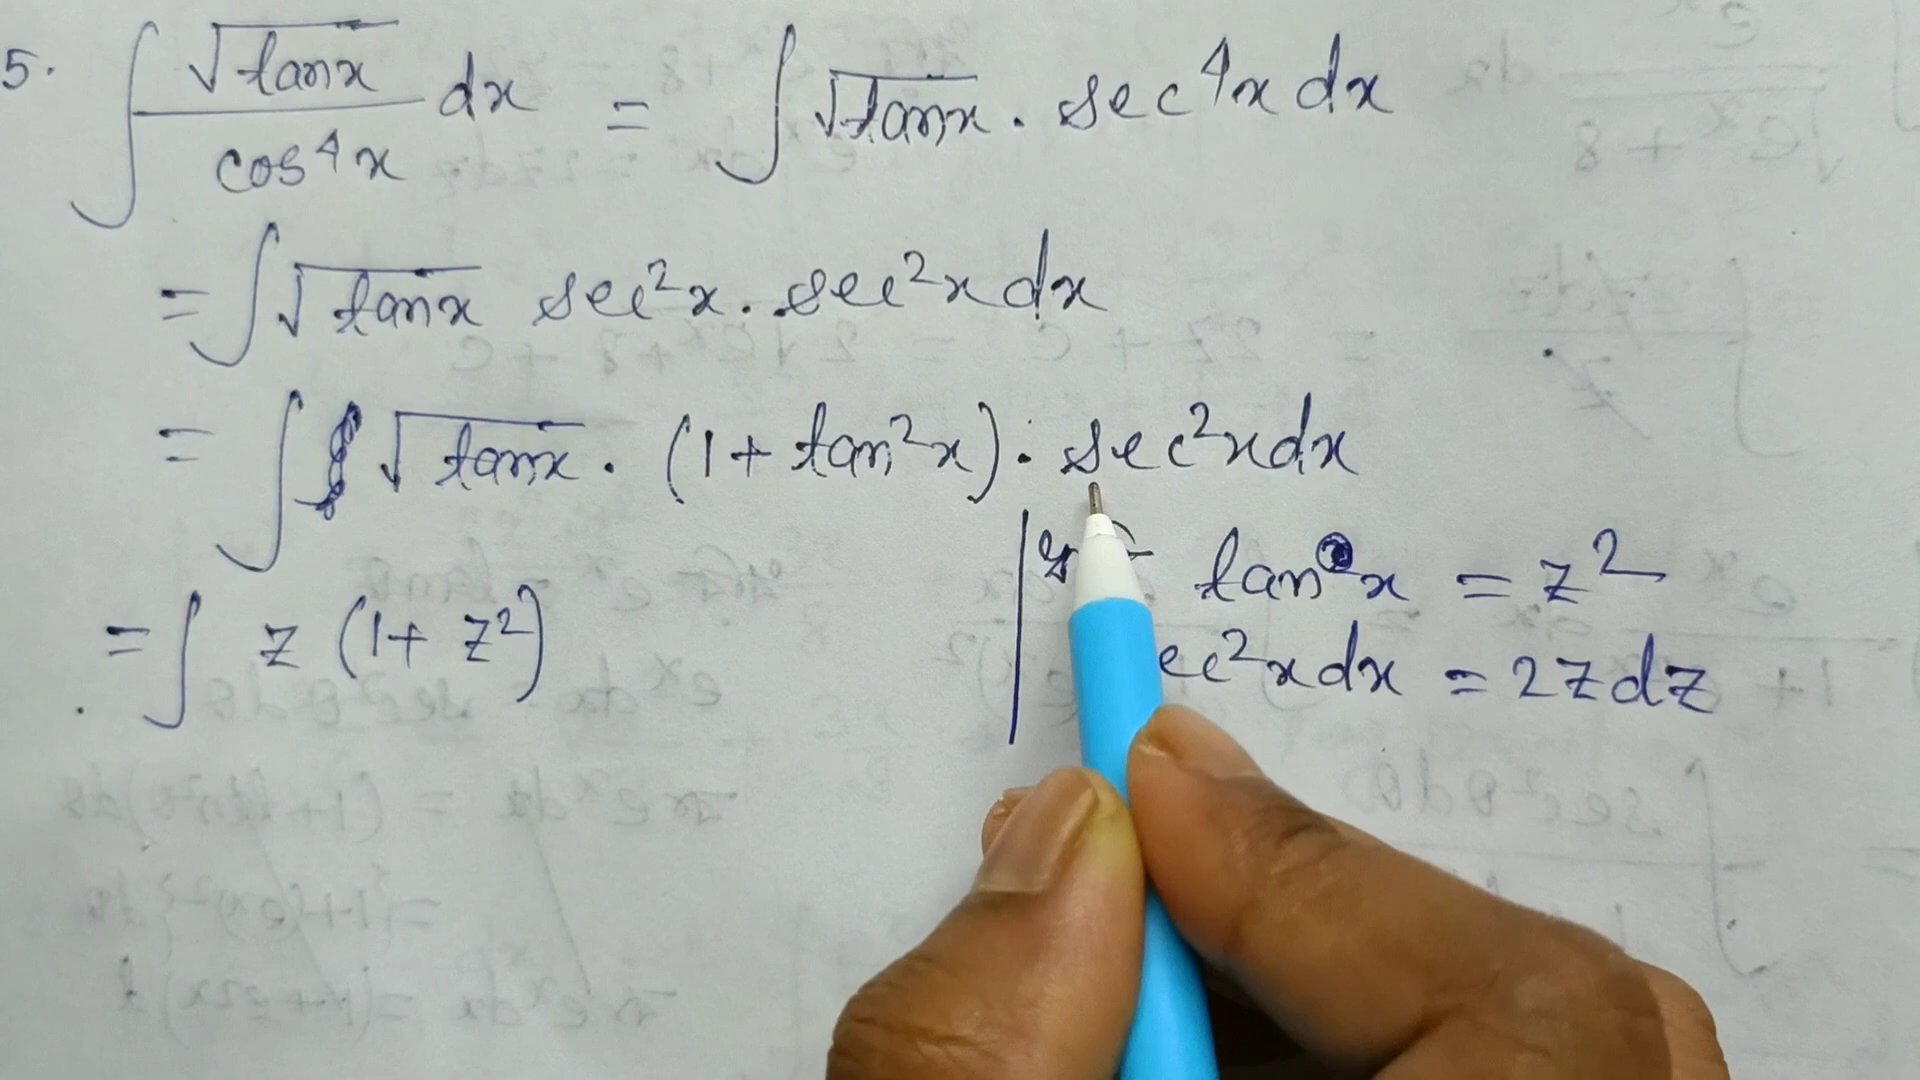 5. ∫ √tanx / cos⁴x dx = ∫ √tanx . sec⁴x dx
= ∫ √tanx sec²x . sec²x dx
= ∫ √tanx . (1 + tan²x) . sec²x dx
tan x = z²
= ∫ z (1 + z²)
ec²x dx = 2z dz